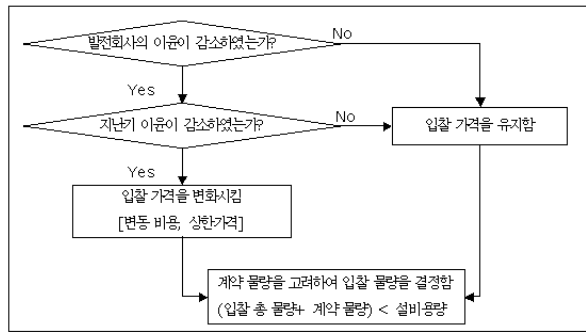 발전회사의 이윤이 감소하였는가?
No
Yes
지난기 이윤이 감소하였는가?
No
입찰 가격을 유지함
Yes
입찰 가격을 변화시킴
[변동 비용, 상한가격]
계약 물량을 고려하여 입찰 물량을 결정함
(입찰 총 물량+ 계약 물량) < 설비용량